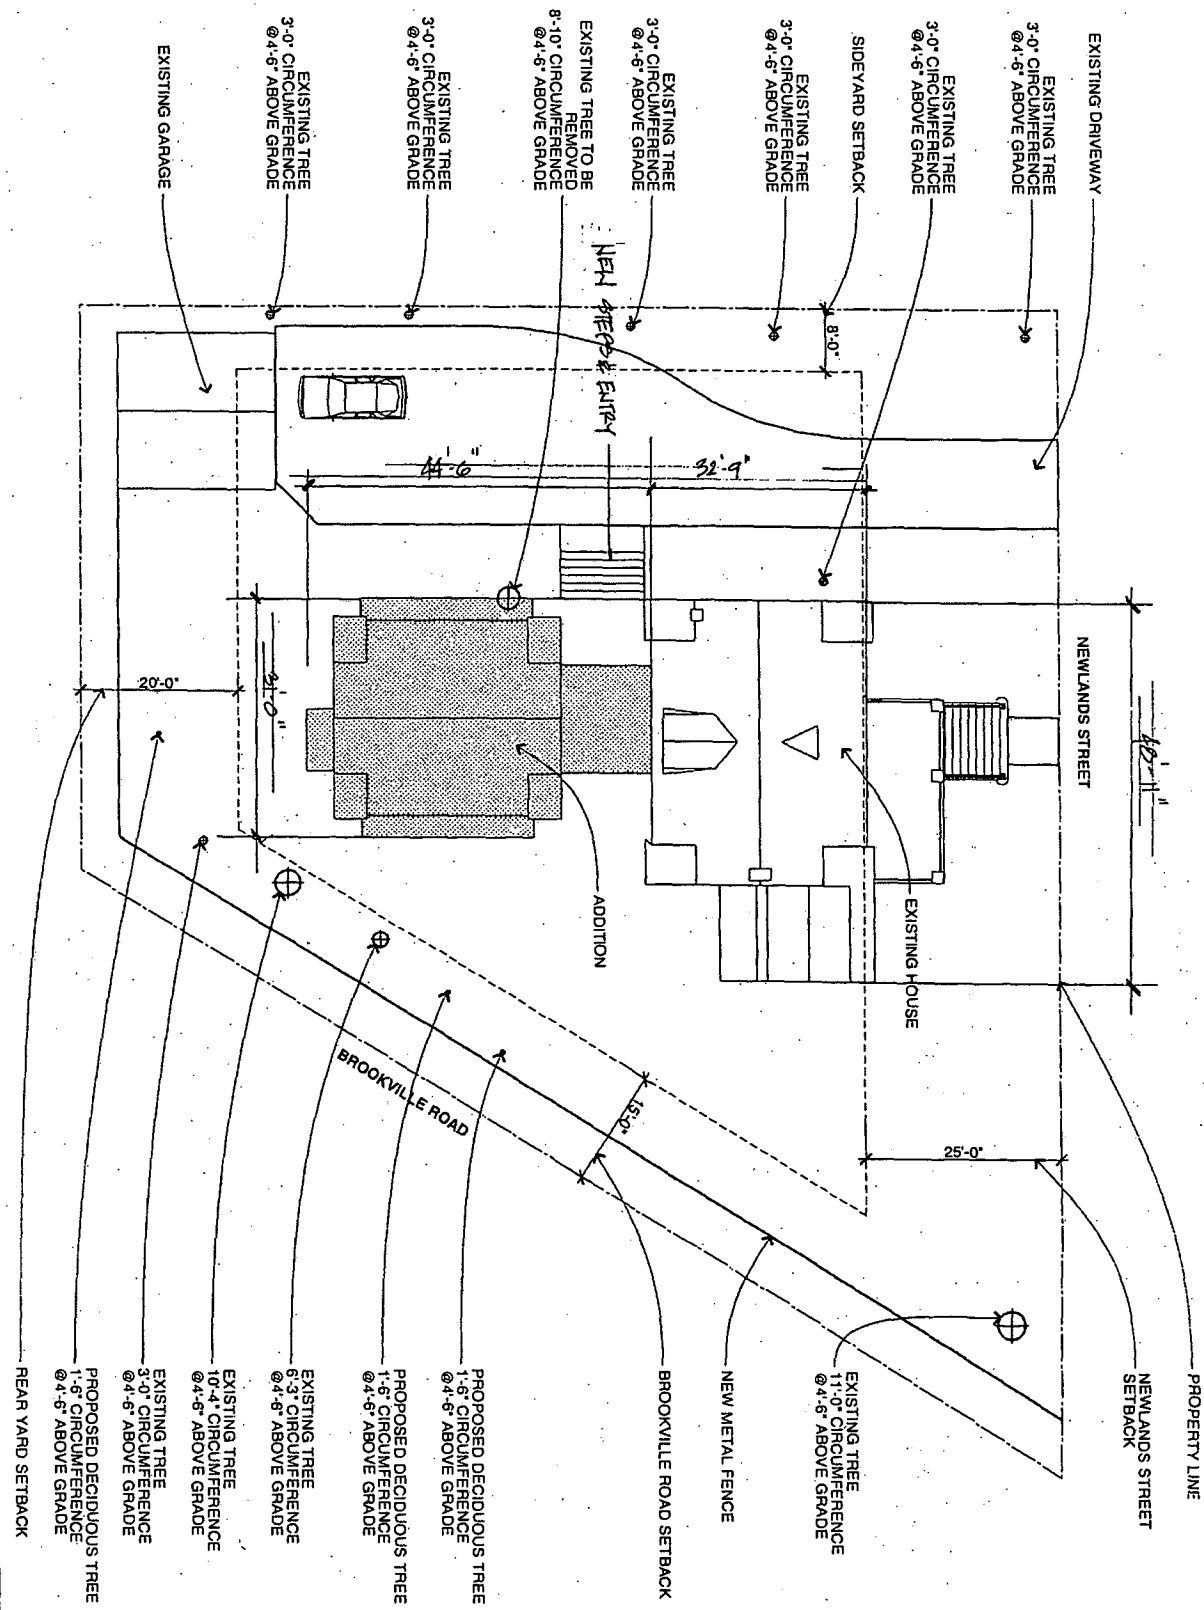 EXISTING DRIVEWAY
EXISTING TREE
3'-0" CIRCUMFERENCE
@4'-6" ABOVE GRADE
EXISTING TREE
3'-0" CIRCUMFERENCE
@4'-6" ABOVE GRADE
SIDEYARD SETBACK
EXISTING TREE
3'-0" CIRCUMFERENCE
@4'-6" ABOVE GRADE
EXISTING TREE
3'-0" CIRCUMFERENCE
@4'-6" ABOVE GRADE
EXISTING TREE TO BE
REMOVED
8'-10" CIRCUMFERENCE
@4'-6" ABOVE GRADE
EXISTING TREE
3'-0" CIRCUMFERENCE
@4'-6" ABOVE GRADE
EXISTING TREE
3'-0" CIRCUMFERENCE
@4'-6" ABOVE GRADE
EXISTING GARAGE
NEW STEPS & ENTRY
8'-0"
32'-9"
44'-6"
NEWLANDS STREET
48'-11"
20'-0"
31'-0"
ADDITION
EXISTING HOUSE
BROOKVILLE ROAD
15'-0"
25'-0"
PROPERTY LINE
NEWLANDS STREET
SETBACK
EXISTING TREE
11'-0" CIRCUMFERENCE
@4'-6" ABOVE GRADE
NEW METAL FENCE
BROOKVILLE ROAD SETBACK
PROPOSED DECIDUOUS TREE
1'-6" CIRCUMFERENCE
@4'-6" ABOVE GRADE
PROPOSED DECIDUOUS TREE
1'-6" CIRCUMFERENCE
@4'-6" ABOVE GRADE
EXISTING TREE
6'-3" CIRCUMFERENCE
@4'-6" ABOVE GRADE
EXISTING TREE
10'-4" CIRCUMFERENCE
@4'-6" ABOVE GRADE
EXISTING TREE
3'-0" CIRCUMFERENCE
@4'-6" ABOVE GRADE
PROPOSED DECIDUOUS TREE
1'-6" CIRCUMFERENCE
@4'-6" ABOVE GRADE
REAR YARD SETBACK